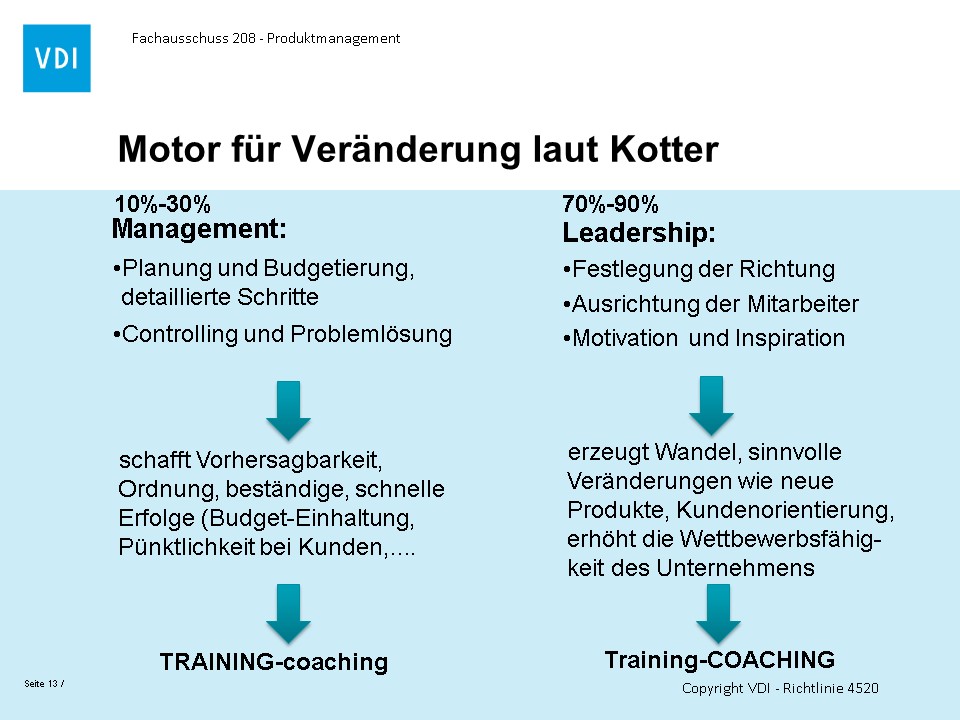 VDI
Fachausschuss 208 - Produktmanagement
Motor für Veränderung laut Kotter
10%-30%
Management:
•Planung und Budgetierung,
detaillierte Schritte
•Controlling und Problemlösung
schafft Vorhersagbarkeit,
Ordnung, beständige, schnelle
Erfolge (Budget-Einhaltung,
Pünktlichkeit bei Kunden,....
TRAINING-coaching
70%-90%
Leadership:
•Festlegung der Richtung
•Ausrichtung der Mitarbeiter
•Motivation und Inspiration
erzeugt Wandel, sinnvolle
Veränderungen wie neue
Produkte, Kundenorientierung,
erhöht die Wettbewerbsfähig-
keit des Unternehmens
Training-COACHING
Seite 13 /
Copyright VDI - Richtlinie 4520